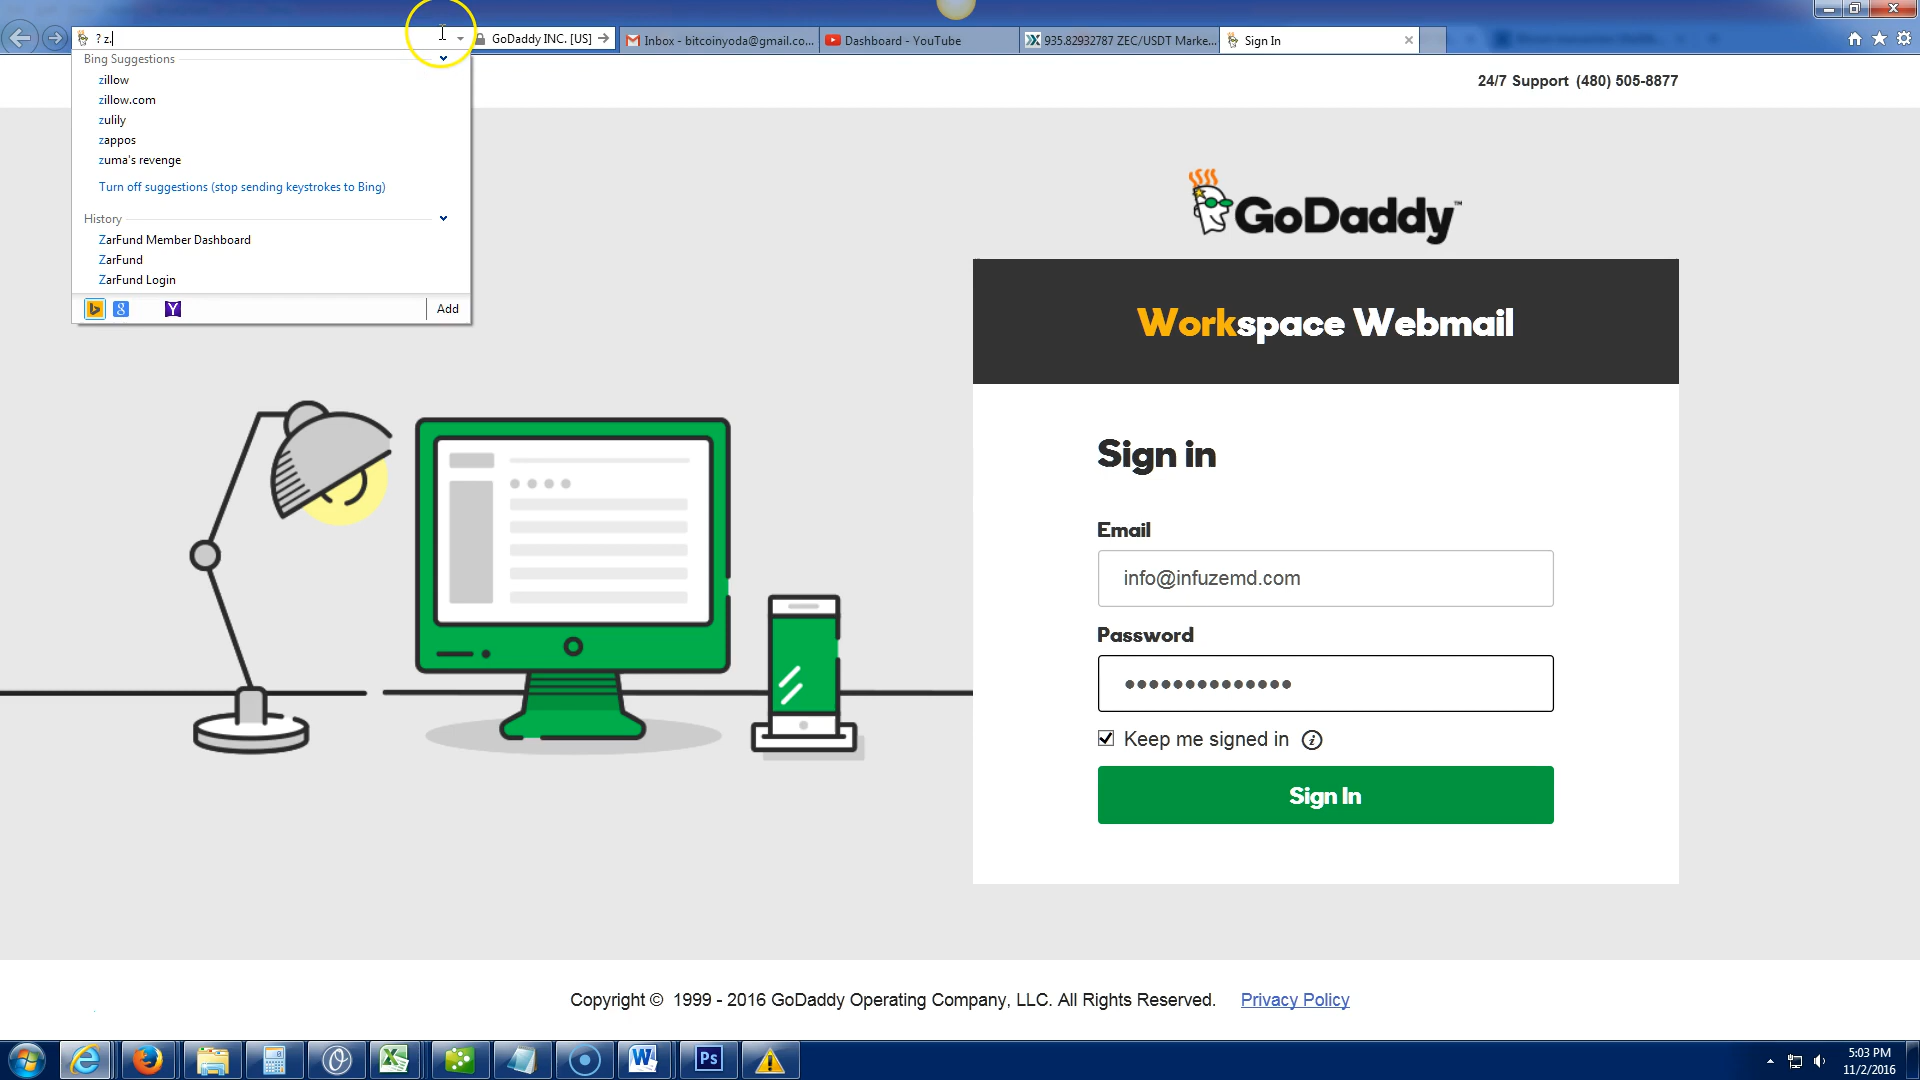 ? z.
GoDaddy INC. [US]
Inbox - bitcoinyoda@gmail.co...
Dashboard - YouTube
935.82932787 ZEC/USDT Marke...
Sign In
Bing Suggestions
zillow
zillow.com
zulily
zappos
zuma's revenge
Turn off suggestions (stop sending keystrokes to Bing)
History
ZarFund Member Dashboard
ZarFund
ZarFund Login
Add
24/7 Support (480) 505-8877
GoDaddy™
Workspace Webmail
Sign in
Email
info@infuzemd.com
Password
Keep me signed in
Sign In
Copyright © 1999 - 2016 GoDaddy Operating Company, LLC. All Rights Reserved. Privacy Policy
Ps
5:03 PM
11/2/2016